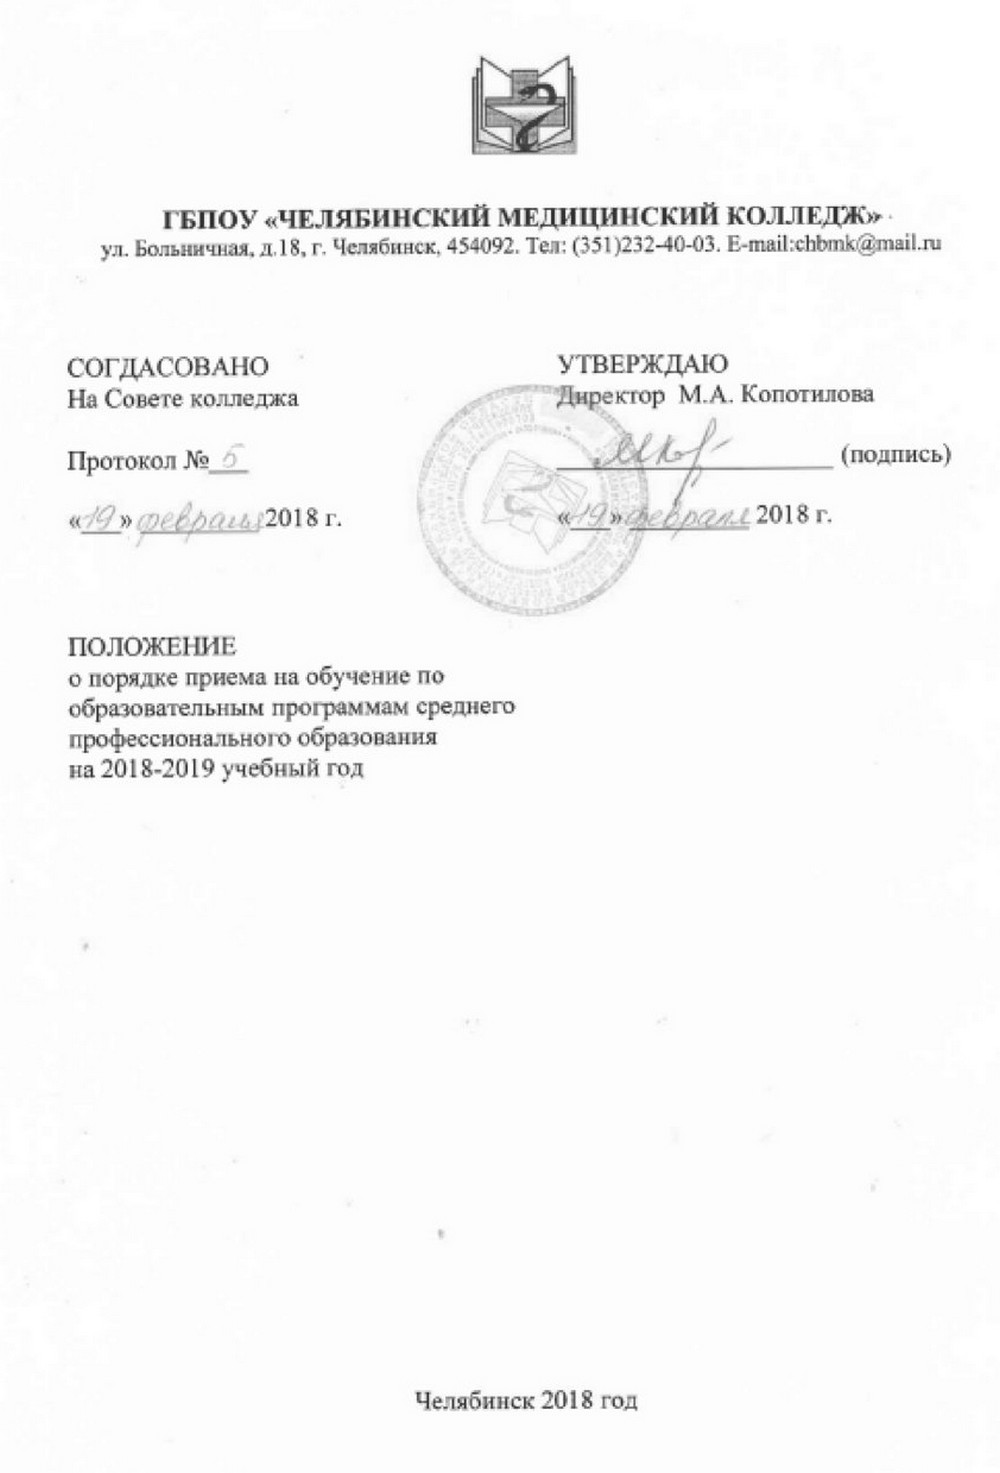 ГБПОУ «ЧЕЛЯБИНСКИЙ МЕДИЦИНСКИЙ КОЛЛЕДЖ»
ул. Больничная, д.18, г. Челябинск, 454092. Тел: (351)232-40-03. E-mail:chbmk@mail.ru
СОГДАСОВАНО
На Совете колледжа
Протокол № 5
«19» февраля 2018 г.
УТВЕРЖДАЮ
Директор М.А. Копотилова
(подпись)
«19» февраля 2018 г.
ПОЛОЖЕНИЕ
о порядке приема на обучение по
образовательным программам среднего
профессионального образования
на 2018-2019 учебный год
Челябинск 2018 год